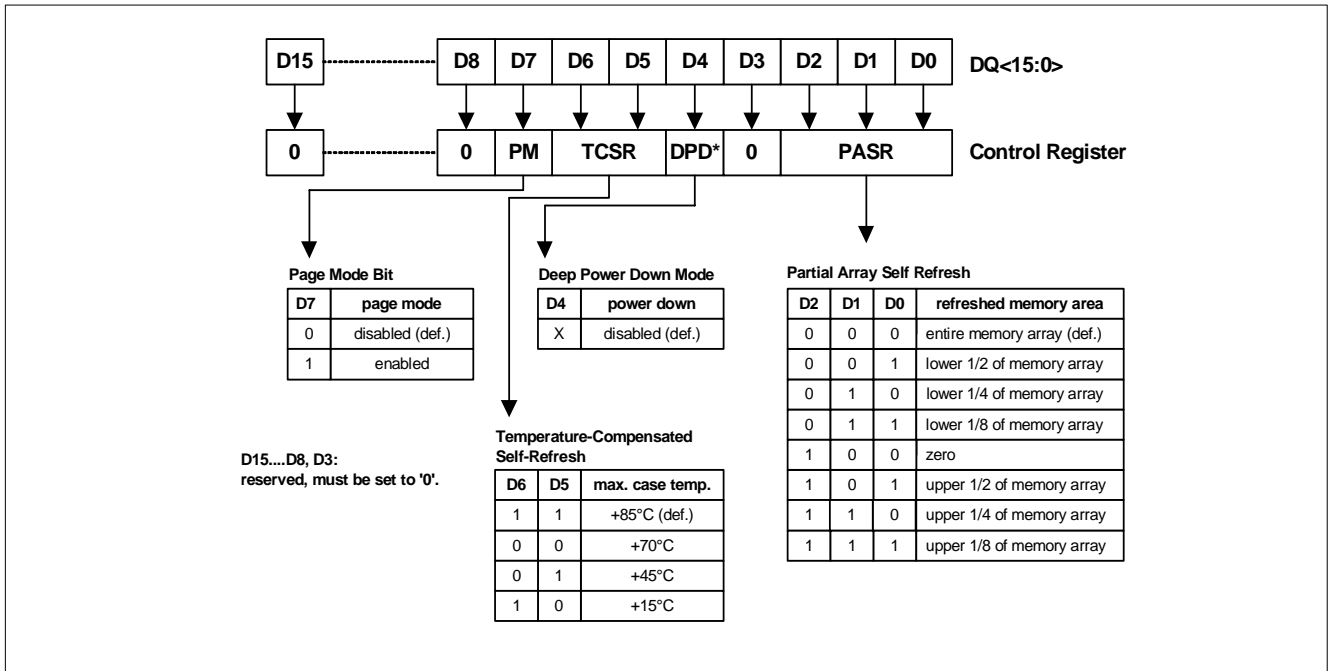 D15 D8 D7 D6 D5 D4 D3 D2 D1 D0 DQ<15:0>
0 0 PM TCSR DPD* 0 PASR Control Register
Page Mode Bit
D7 page mode
0 disabled (def.)
1 enabled
Deep Power Down Mode
D4 power down
X disabled (def.)
Partial Array Self Refresh
D2 D1 D0 refreshed memory area
0 0 0 entire memory array (def.)
0 0 1 lower 1/2 of memory array
0 1 0 lower 1/4 of memory array
0 1 1 lower 1/8 of memory array
1 0 0 zero
1 0 1 upper 1/2 of memory array
1 1 0 upper 1/4 of memory array
1 1 1 upper 1/8 of memory array
D15....D8, D3:
reserved, must be set to '0'.
Temperature-Compensated
Self-Refresh
D6 D5 max. case temp.
1 1 +85°C (def.)
0 0 +70°C
0 1 +45°C
1 0 +15°C